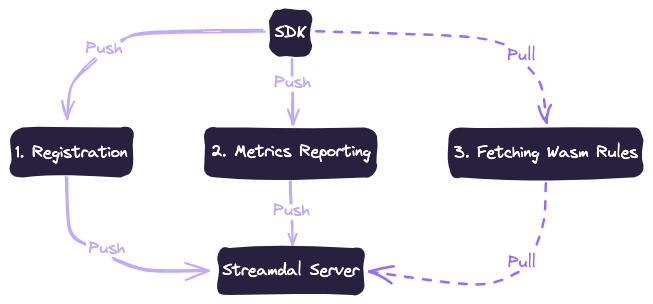 SDK
Push
Push
Pull
1. Registration
2. Metrics Reporting
3. Fetching Wasm Rules
Push
Push
Pull
Streamdal Server